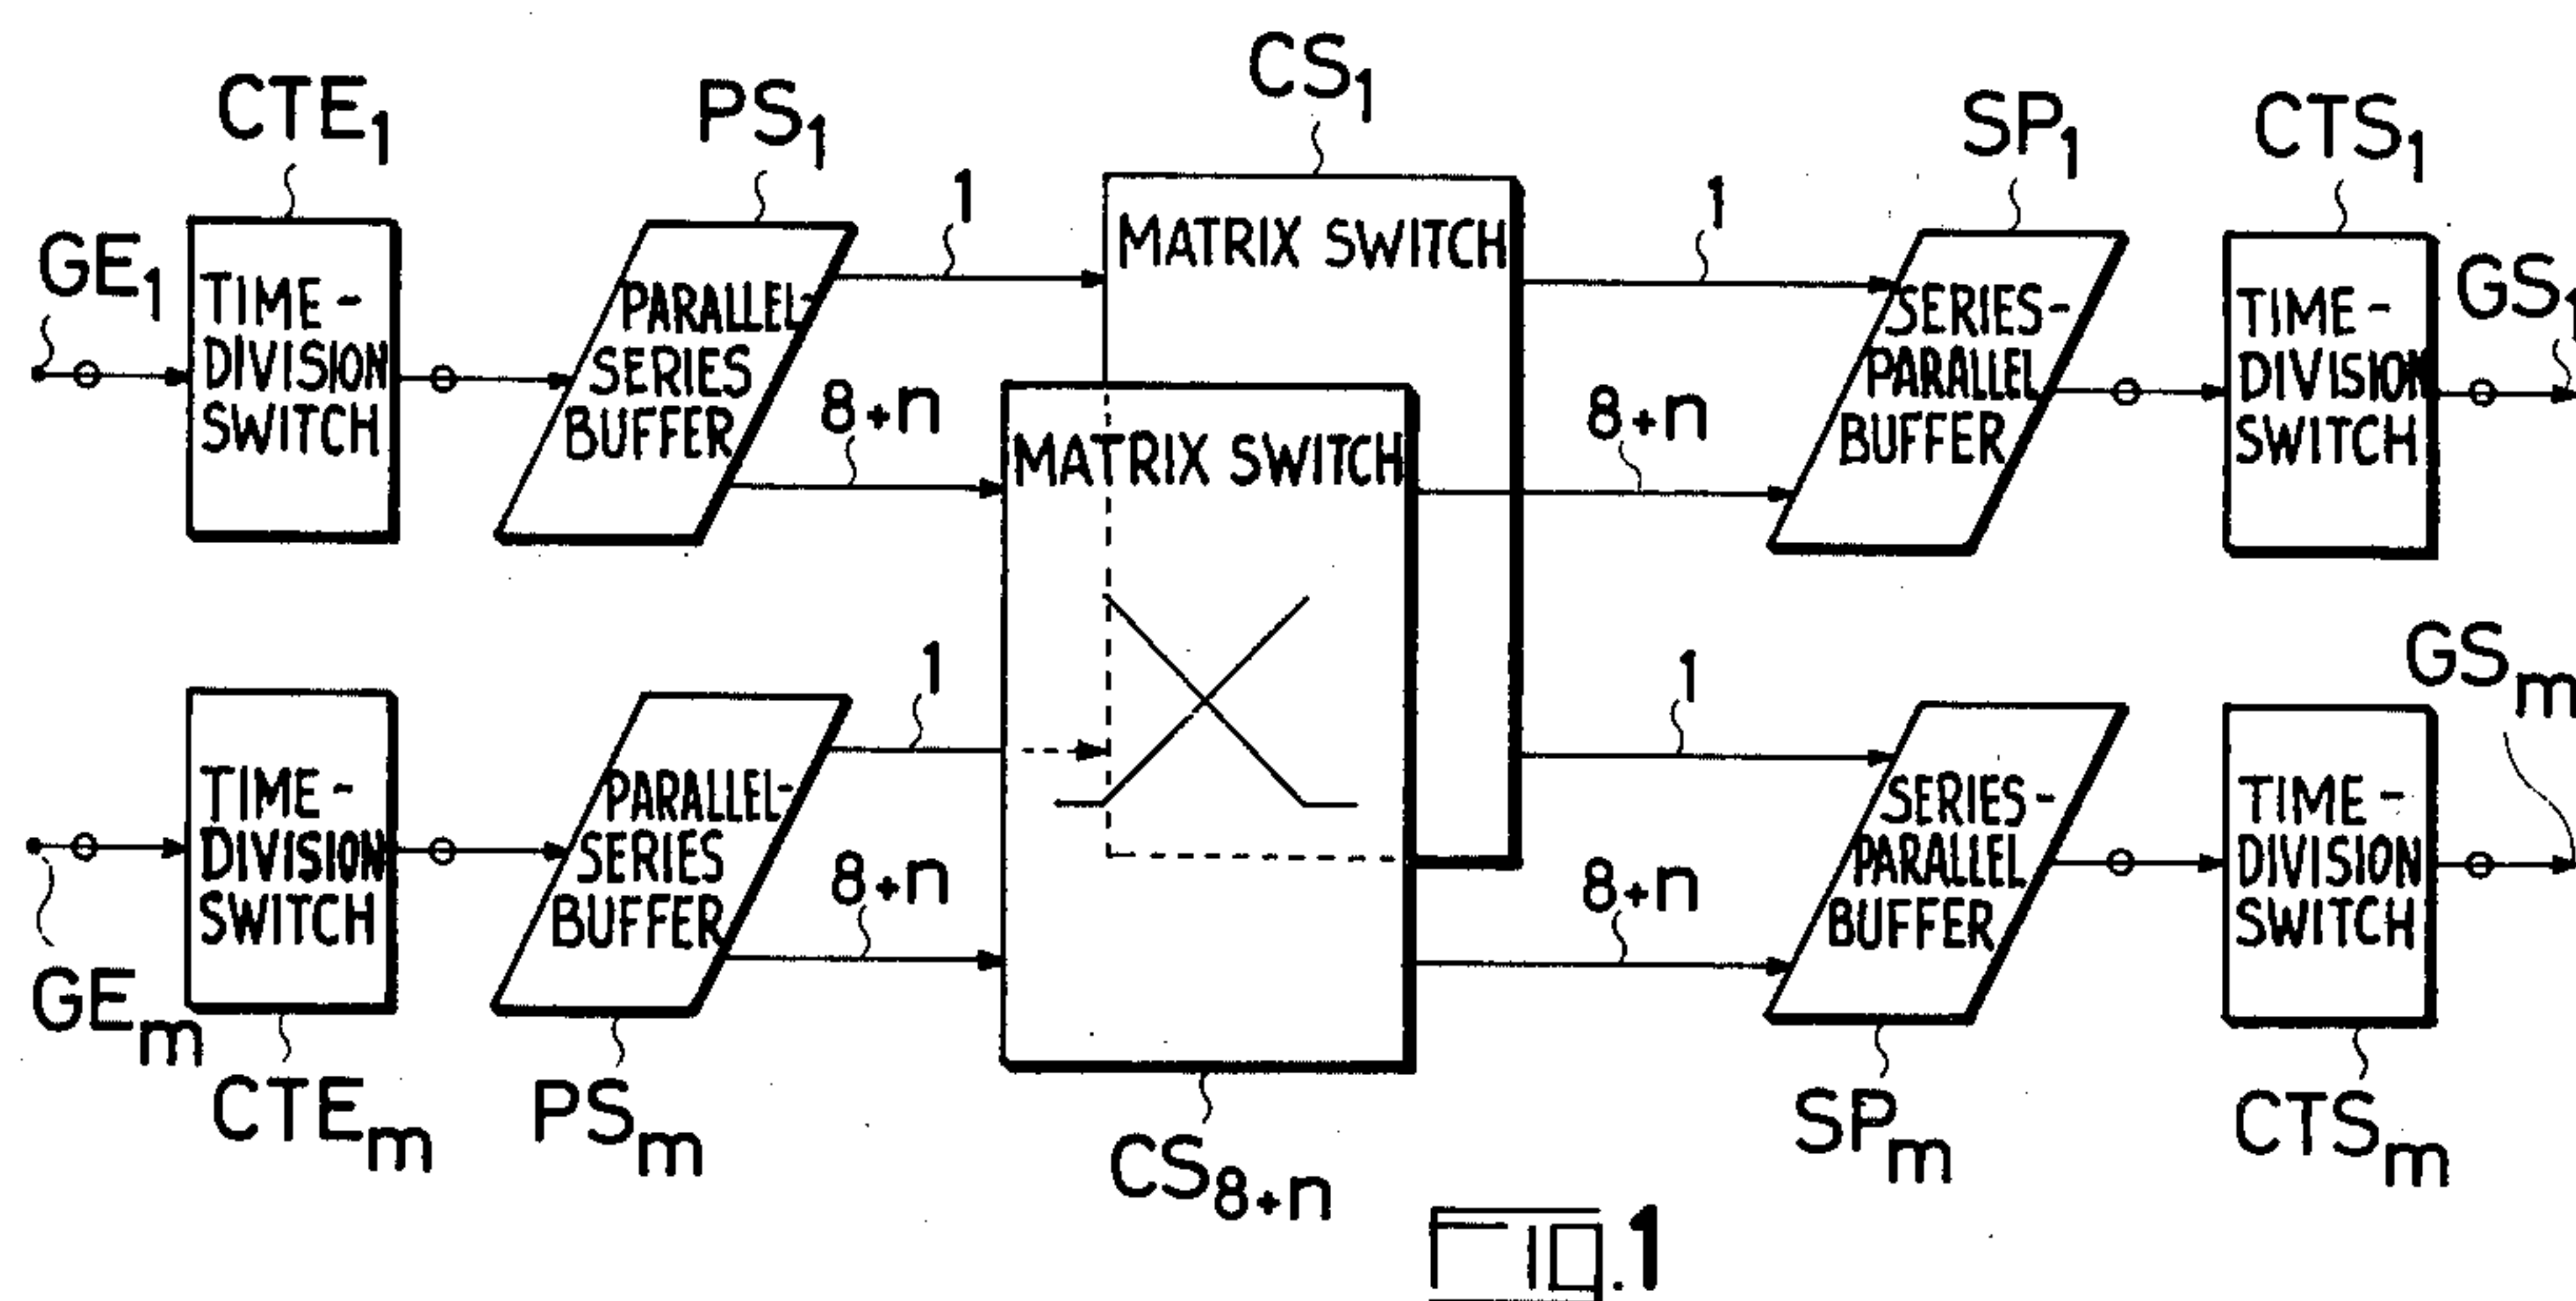 CTE1
PS1
CS1
SP1
CTS1
GE1
TIME-
DIVISION
SWITCH
PARALLEL-
SERIES
BUFFER
1
8+n
MATRIX SWITCH
MATRIX SWITCH
1
8+n
SERIES-
PARALLEL
BUFFER
TIME-
DIVISION
SWITCH
GS1
GEm
TIME-
DIVISION
SWITCH
CTEm
PARALLEL-
SERIES
BUFFER
PSm
1
8+n
CS8+n
1
8+n
SERIES-
PARALLEL
BUFFER
SPm
TIME-
DIVISION
SWITCH
CTSm
GSm
FIG.1